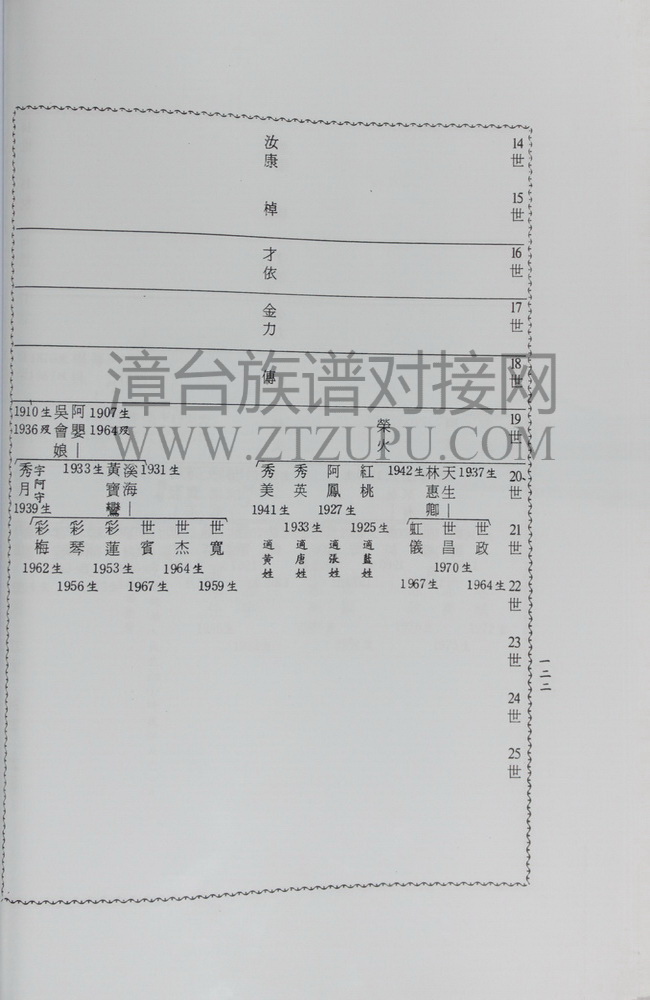 14世
汝康
15世
棹
16世
才依
17世
金力
18世
傳
19世
榮火
阿嬰 1907生 1964歿
吳會娘 1910生 1936歿
20世
天生 1937生
林惠卿 1942生
紅桃 1925生 適藍姓
阿鳳 1927生 適張姓
秀英 1933生 適唐姓
秀美 1941生 適黃姓
溪海 1931生
黃寶鸞 1933生
秀月 字阿守 1939生
21世
世政 1964生
世昌 1970生
虹儀 1967生
世寬 1959生
世杰 1964生
世賓 1967生
彩蓮 1953生
彩琴 1956生
彩梅 1962生
22世
23世
24世
25世
一二二
漳台族谱对接网
WWW.ZTZUPU.COM